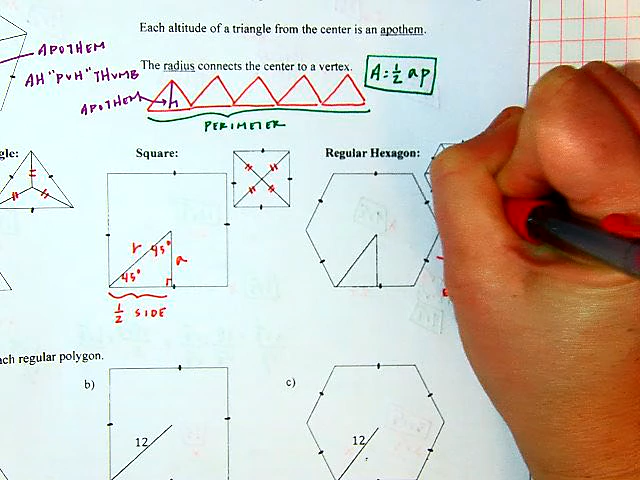 Each altitude of a triangle from the center is an apothem.
APOTHEM
The radius connects the center to a vertex.
A = ½ ap
AH "PUH" THUMB
APOTHEM
PERIMETER
gle:
Square:
Regular Hexagon:
r
45°
a
45°
½ SIDE
ach regular polygon.
b)
c)
12
12